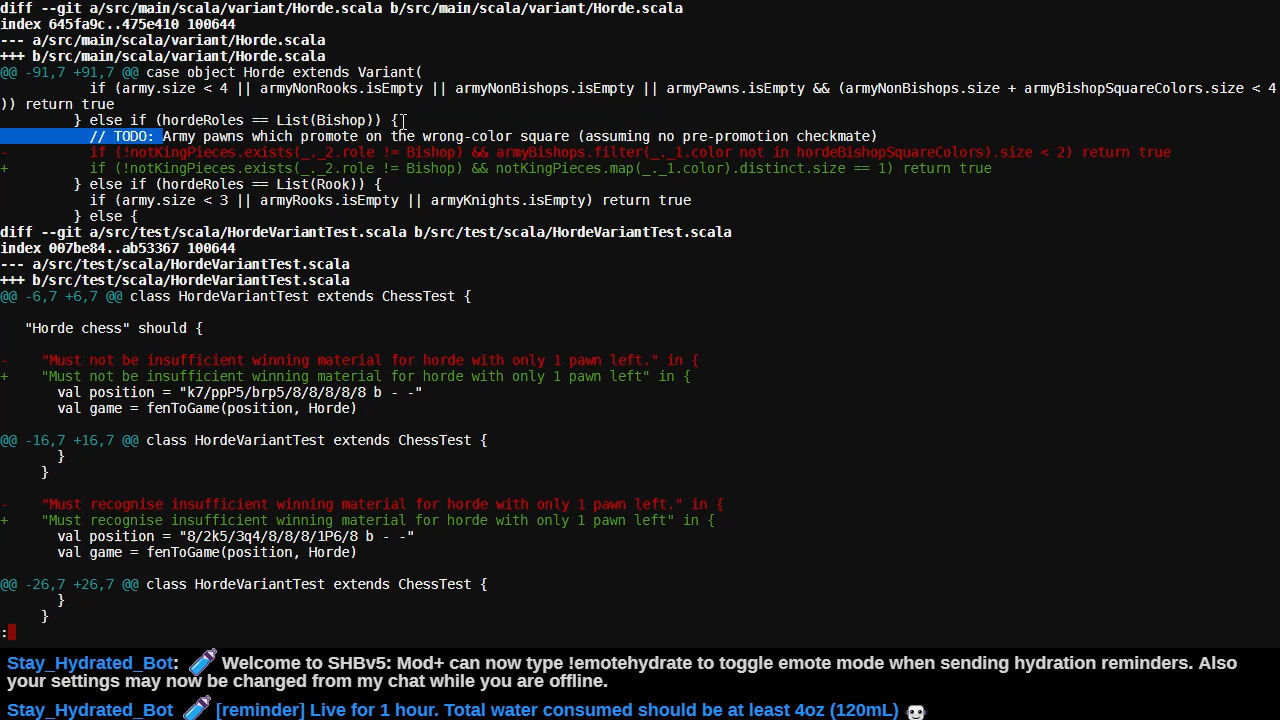 diff --git a/src/main/scala/variant/Horde.scala b/src/main/scala/variant/Horde.scala
index 645fa9c..475e410 100644
--- a/src/main/scala/variant/Horde.scala
+++ b/src/main/scala/variant/Horde.scala
@@ -91,7 +91,7 @@ case object Horde extends Variant(
if (army.size < 4 || armyNonRooks.isEmpty || armyNonBishops.isEmpty || armyPawns.isEmpty && (armyNonBishops.size + armyBishopSquareColors.size < 4
)) return true
} else if (hordeRoles == List(Bishop)) {
// TODO: Army pawns which promote on the wrong-color square (assuming no pre-promotion checkmate)
- if (!notKingPieces.exists(_._2.role != Bishop) && armyBishops.filter(_._1.color not in hordeBishopSquareColors).size < 2) return true
+ if (!notKingPieces.exists(_._2.role != Bishop) && notKingPieces.map(_._1.color).distinct.size == 1) return true
} else if (hordeRoles == List(Rook)) {
if (army.size < 3 || armyRooks.isEmpty || armyKnights.isEmpty) return true
} else {
diff --git a/src/test/scala/HordeVariantTest.scala b/src/test/scala/HordeVariantTest.scala
index 007be84..ab53367 100644
--- a/src/test/scala/HordeVariantTest.scala
+++ b/src/test/scala/HordeVariantTest.scala
@@ -6,7 +6,7 @@ class HordeVariantTest extends ChessTest {
"Horde chess" should {
- "Must not be insufficient winning material for horde with only 1 pawn left." in {
+ "Must not be insufficient winning material for horde with only 1 pawn left" in {
val position = "k7/ppP5/brp5/8/8/8/8/8 b - -"
val game = fenToGame(position, Horde)
@@ -16,7 +16,7 @@ class HordeVariantTest extends ChessTest {
}
}
- "Must recognise insufficient winning material for horde with only 1 pawn left." in {
+ "Must recognise insufficient winning material for horde with only 1 pawn left" in {
val position = "8/2k5/3q4/8/8/8/1P6/8 b - -"
val game = fenToGame(position, Horde)
@@ -26,7 +26,7 @@ class HordeVariantTest extends ChessTest {
}
}
:
Stay_Hydrated_Bot: Welcome to SHBv5: Mod+ can now type !emotehydrate to toggle emote mode when sending hydration reminders. Also
your settings may now be changed from my chat while you are offline.
Stay_Hydrated_Bot [reminder] Live for 1 hour. Total water consumed should be at least 4oz (120mL)